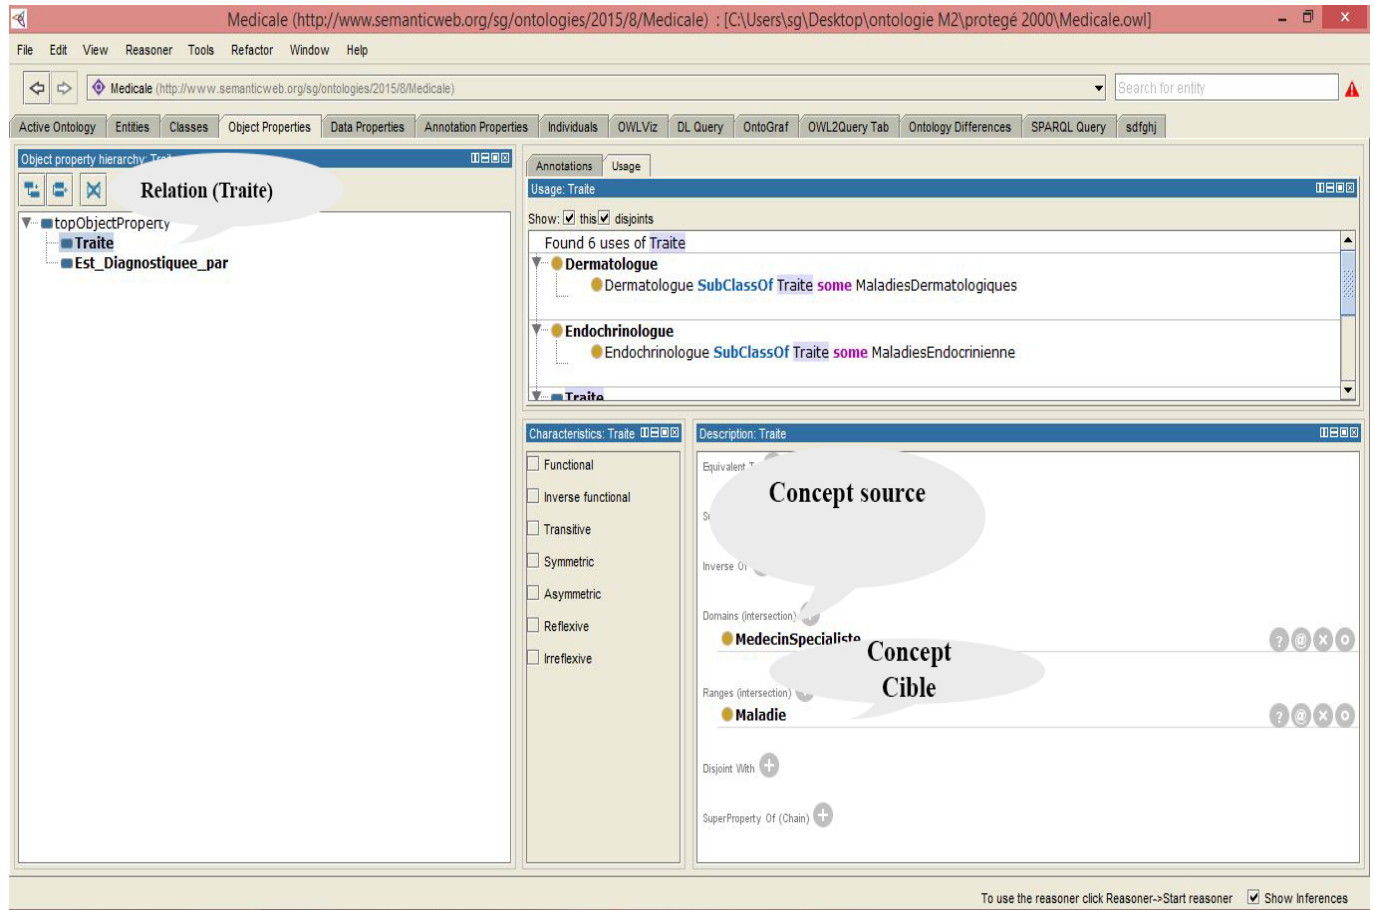 Medicale (http://www.semanticweb.org/sg/ontologies/2015/8/Medicale) : [C:\Users\sg\Desktop\ontologie M2\protegé 2000\Medicale.owl]
File Edit View Reasoner Tools Refactor Window Help
Medicale (http://www.semanticweb.org/sg/ontologies/2015/8/Medicale)
Search for entity
Active Ontology Entities Classes Object Properties Data Properties Annotation Properties Individuals OWLViz DL Query OntoGraf OWL2Query Tab Ontology Differences SPARQL Query sdfghj
Object property hierarchy:
Relation (Traite)
topObjectProperty
Traite
Est_Diagnostiquee_par
Annotations Usage
Usage: Traite
Show: this disjoints
Found 6 uses of Traite
Dermatologue
Dermatologue SubClassOf Traite some MaladiesDermatologiques
Endochrinologue
Endochrinologue SubClassOf Traite some MaladiesEndocrinienne
Traite
Characteristics: Traite
Functional
Inverse functional
Transitive
Symmetric
Asymmetric
Reflexive
Irreflexive
Description: Traite
Equivalent
Concept source
Inverse Of
Domains (intersection)
MedecinSpecialiste
Concept
Cible
Ranges (intersection)
Maladie
Disjoint With
SuperProperty Of (Chain)
To use the reasoner click Reasoner->Start reasoner Show Inferences